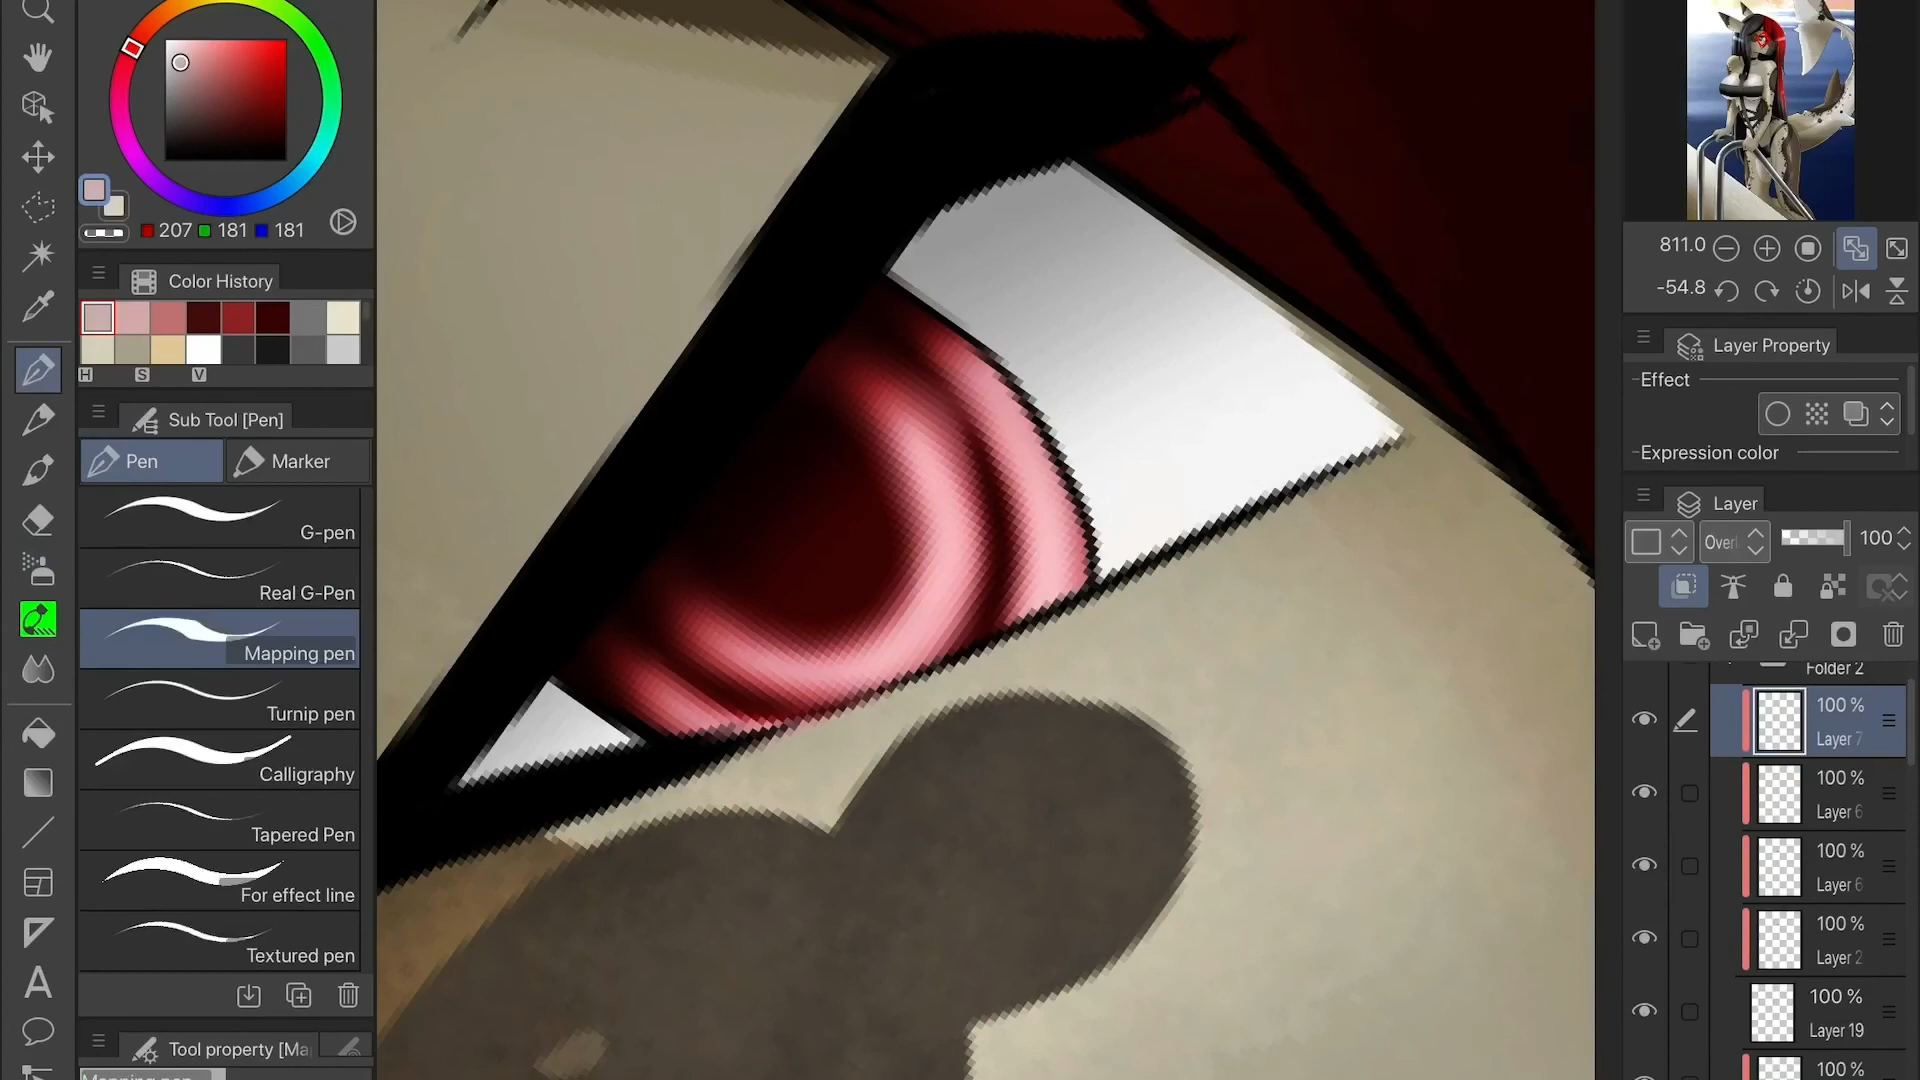 207 181 181
Color History
H S V
Sub Tool [Pen]
Pen
Marker
G-pen
Real G-Pen
Mapping pen
Turnip pen
Calligraphy
Tapered Pen
For effect line
Textured pen
Tool property [Ma
Mapping pen
811.0
-54.8
Layer Property
Effect
Expression color
Layer
Over
100
Folder 2
100 %
Layer 7
100 %
Layer 6
100 %
Layer 6
100 %
Layer 2
100 %
Layer 19
100 %